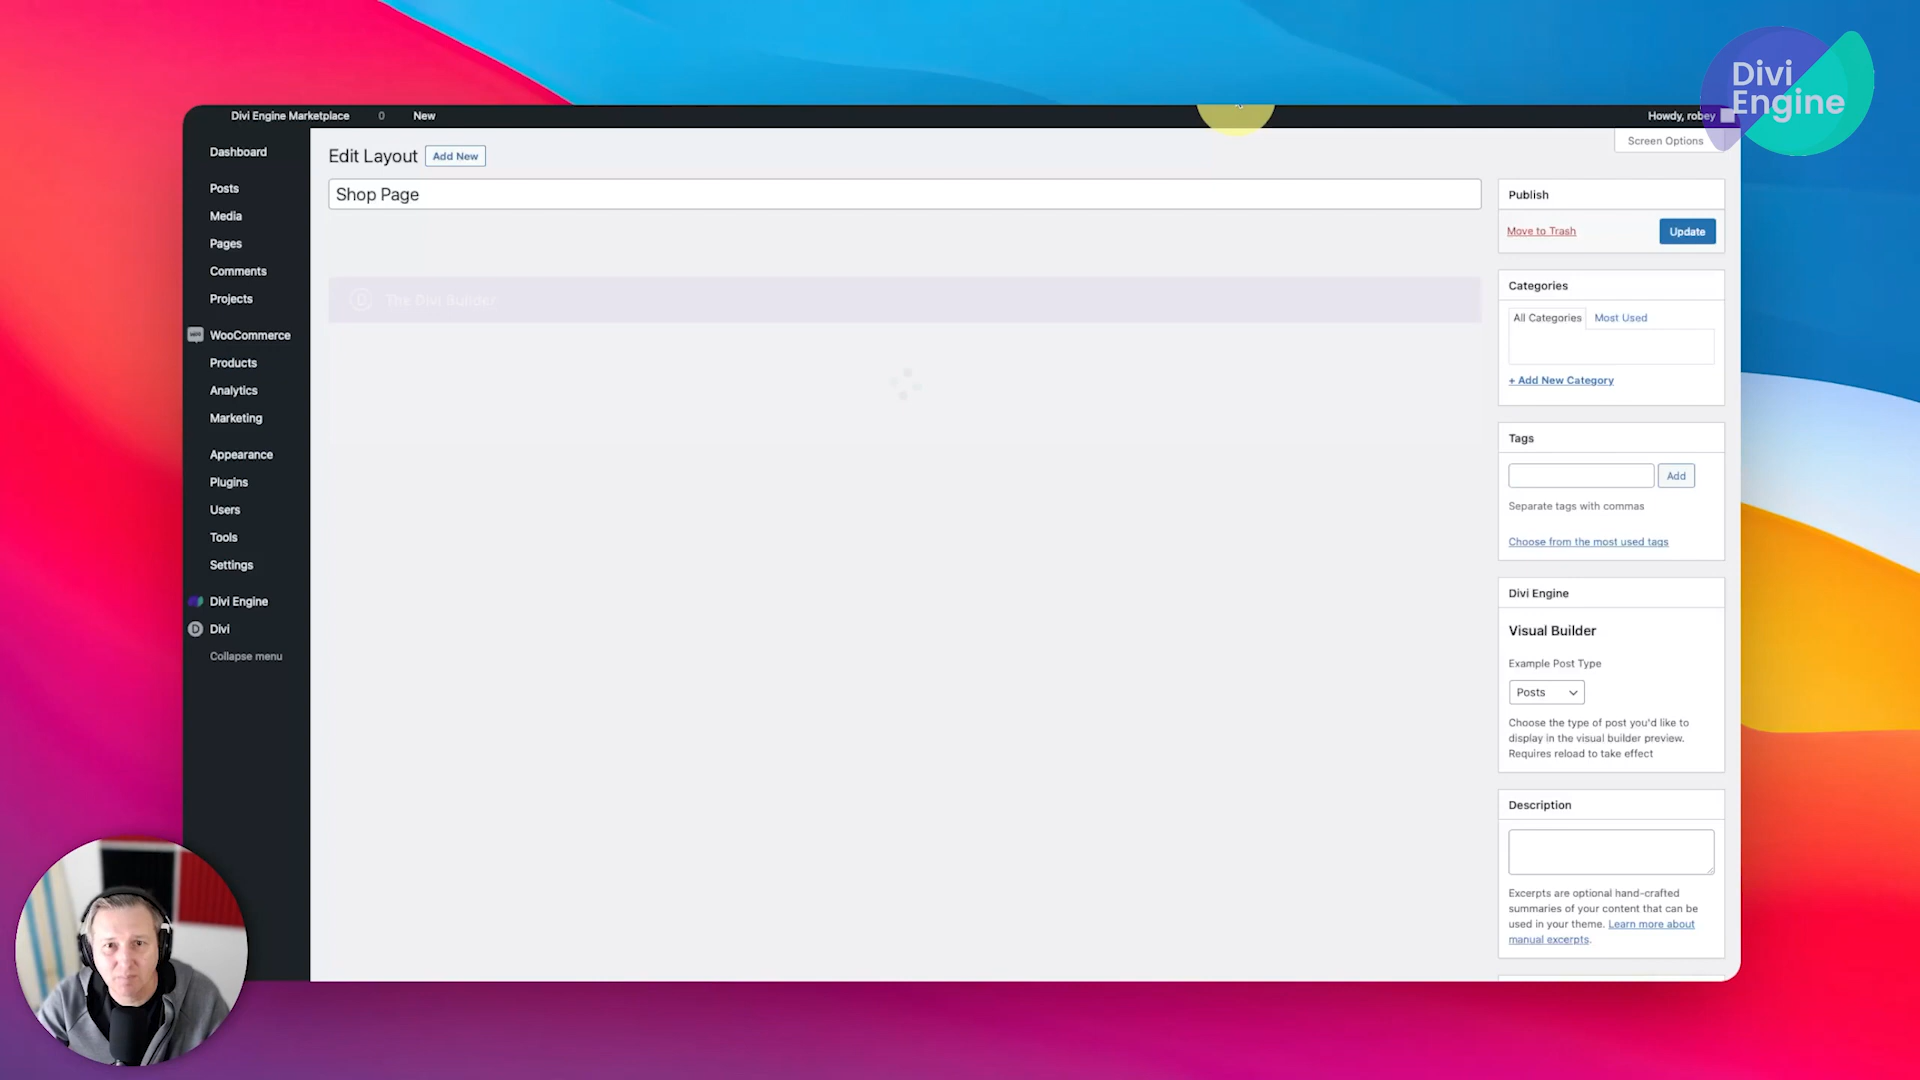 Divi
Engine
Divi Engine Marketplace
0
New
Howdy, robey
Screen Options
Dashboard
Posts
Media
Pages
Comments
Projects
WooCommerce
Products
Analytics
Marketing
Appearance
Plugins
Users
Tools
Settings
Divi Engine
D
Divi
Collapse menu
Edit Layout
Add New
Shop Page
D
The Divi Builder
Publish
Move to Trash
Update
Categories
All Categories
Most Used
+ Add New Category
Tags
Add
Separate tags with commas
Choose from the most used tags
Divi Engine
Visual Builder
Example Post Type
Posts
Choose the type of post you'd like to
display in the visual builder preview.
Requires reload to take effect
Description
Excerpts are optional hand-crafted
summaries of your content that can be
used in your theme. Learn more about
manual excerpts.